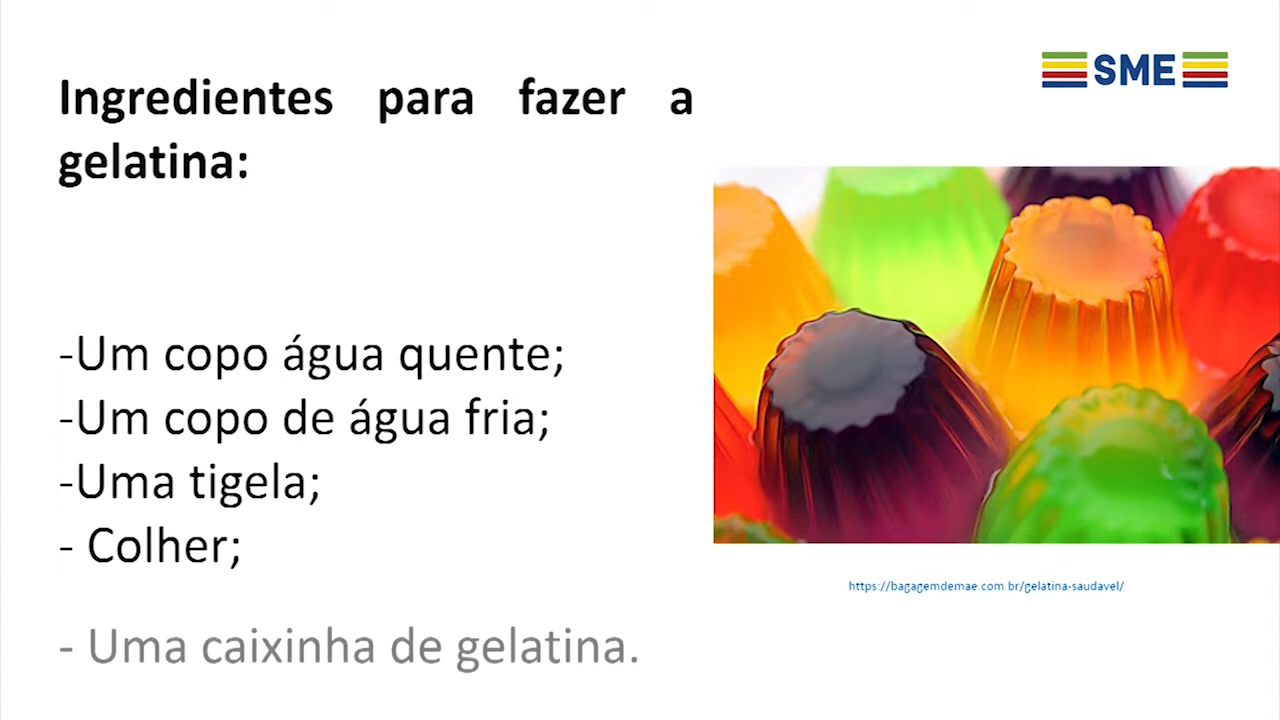 SME
Ingredientes para fazer a
gelatina:
-Um copo água quente;
-Um copo de água fria;
-Uma tigela;
- Colher;
- Uma caixinha de gelatina.
https://bagagemdemae.com.br/gelatina-saudavel/